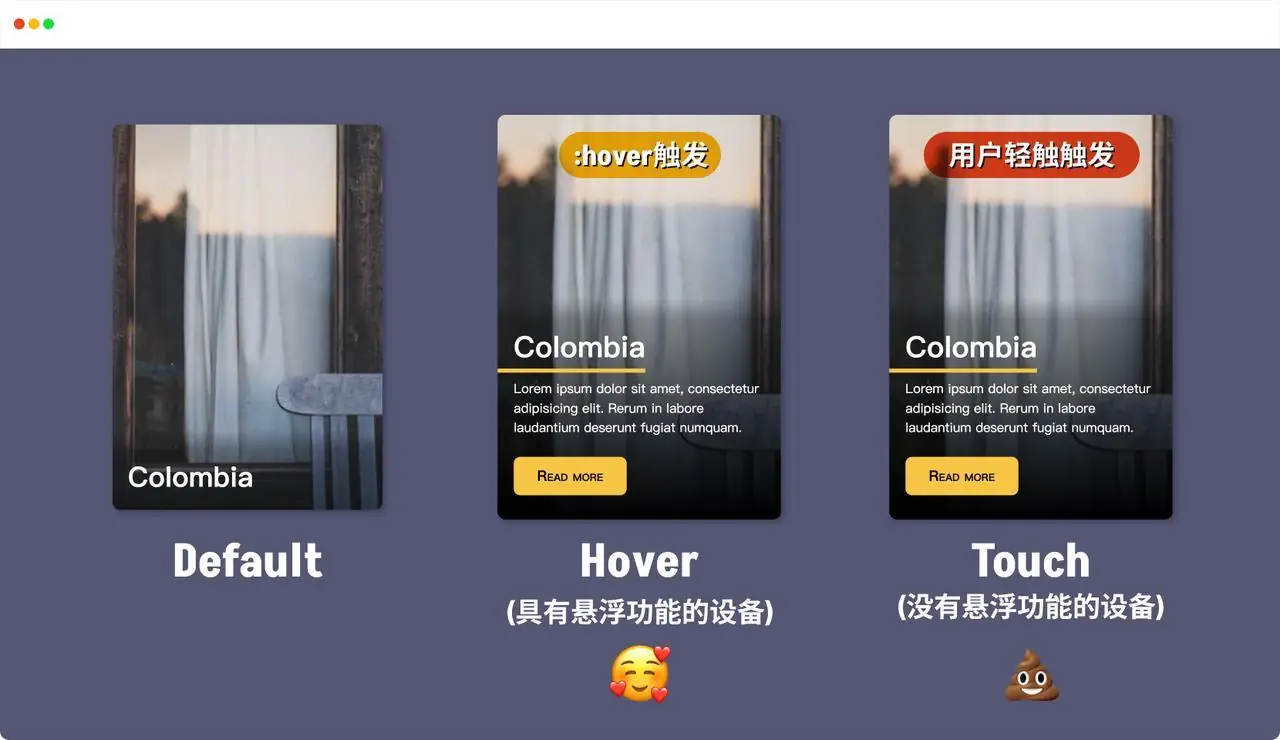 Colombia
Default
:hover触发
Colombia
Lorem ipsum dolor sit amet, consectetur
adipisicing elit. Rerum in labore
laudantium deserunt fugiat numquam.
Read more
Hover
(具有悬浮功能的设备)
用户轻触触发
Colombia
Lorem ipsum dolor sit amet, consectetur
adipisicing elit. Rerum in labore
laudantium deserunt fugiat numquam.
Read more
Touch
(没有悬浮功能的设备)